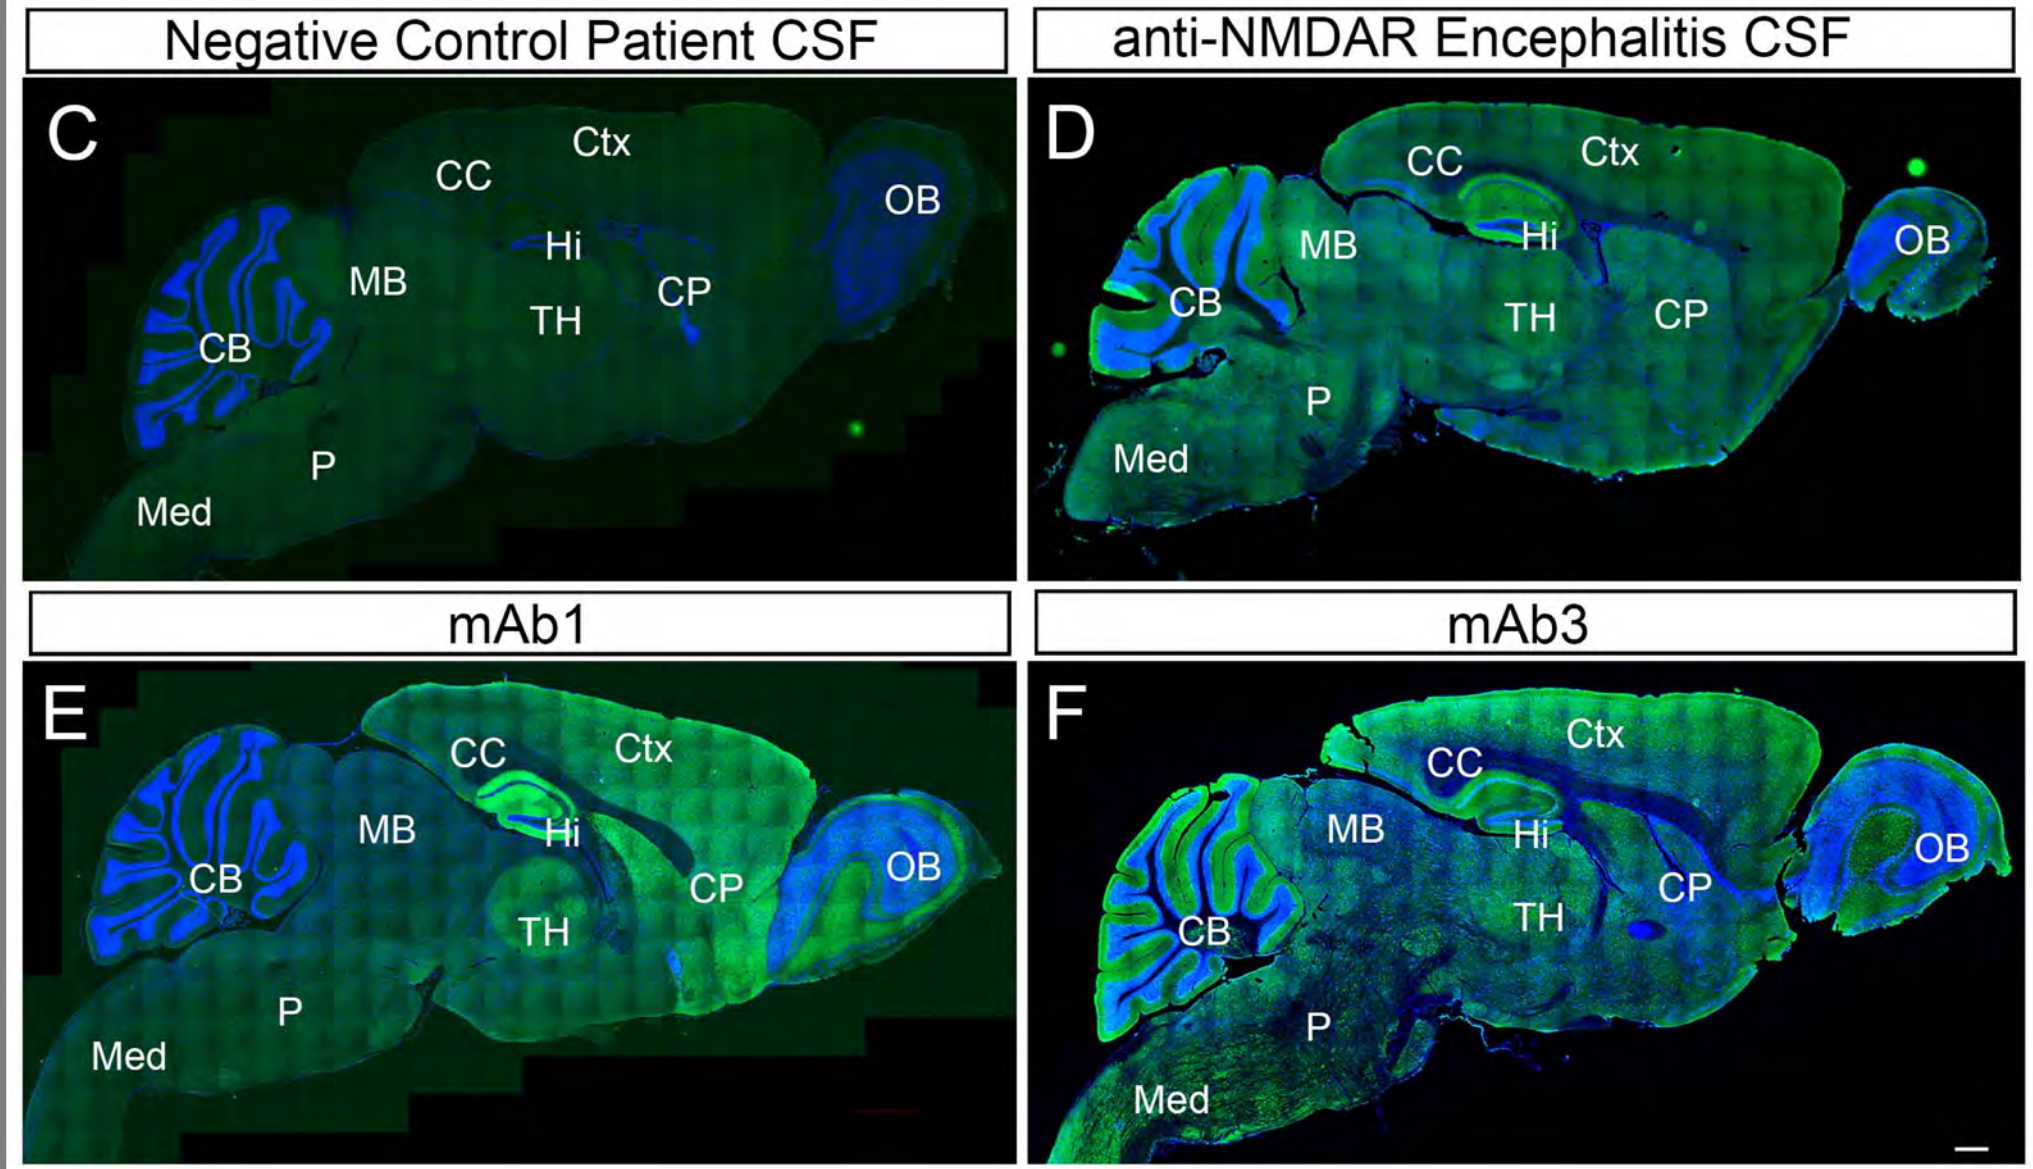 Negative Control Patient CSF
anti-NMDAR Encephalitis CSF
C
Ctx
CC
OB
Hi
MB
CP
TH
CB
P
Med
D
CC
Ctx
Hi
OB
MB
CB
TH
CP
P
Med
mAb1
mAb3
E
CC
Ctx
Hi
MB
OB
CB
CP
TH
P
Med
F
Ctx
CC
MB
Hi
OB
CP
CB
TH
P
Med